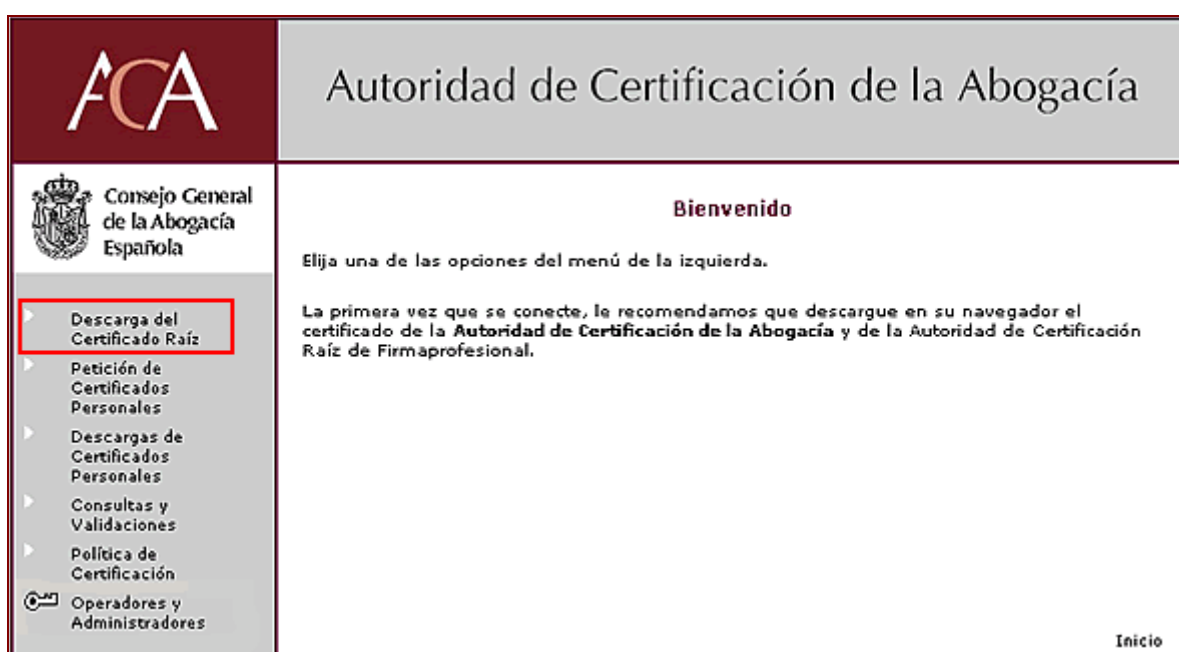 ACA
Autoridad de Certificación de la Abogacía
Consejo General
de la Abogacía
Española
Descarga del
Certificado Raíz
Petición de
Certificados
Personales
Descargas de
Certificados
Personales
Consultas y
Validaciones
Política de
Certificación
Operadores y
Administradores
Bienvenido
Elija una de las opciones del menú de la izquierda.
La primera vez que se conecte, le recomendamos que descargue en su navegador el
certificado de la Autoridad de Certificación de la Abogacía y de la Autoridad de Certificación
Raíz de Firmaprofesional.
Inicio